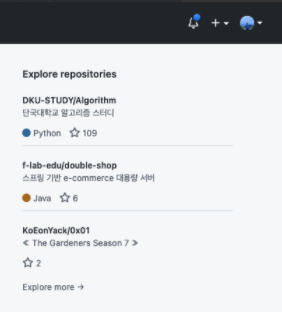 Explore repositories
DKU-STUDY/Algorithm
단국대학교 알고리즘 스터디
Python 109
f-lab-edu/double-shop
스프링 기반 e-commerce 대용량 서버
Java 6
KoEonYack/0x01
≪ The Gardeners Season 7 ≫
2
Explore more →